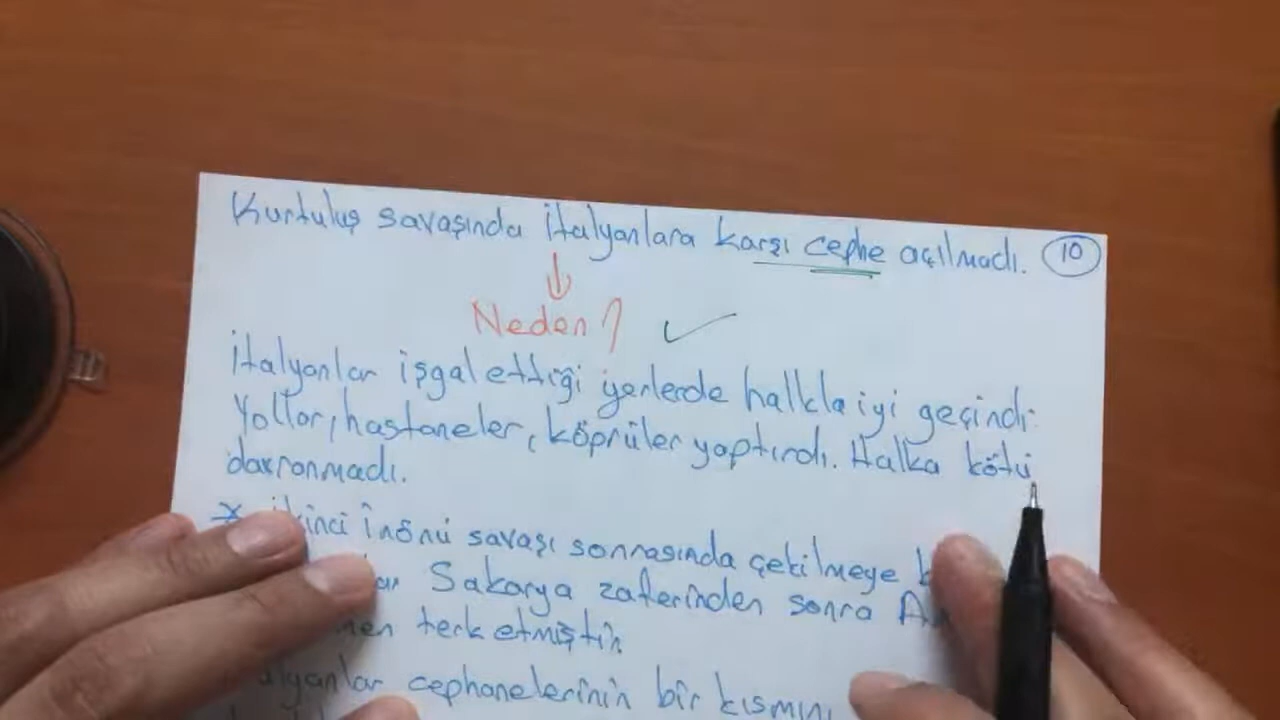 Kurtuluş savaşında İtalyanlara karşı cephe açılmadı. 10
Neden?
İtalyanlar işgal ettiği yerlerde halkla iyi geçindi.
Yollar, hastaneler, köprüler yaptırdı. Halka kötü
davranmadı.
İkinci İnönü savaşı sonrasında çekilmeye
Sakarya zaferinden sonra
terk etmiştir.
cephanelerinin bir kısmını